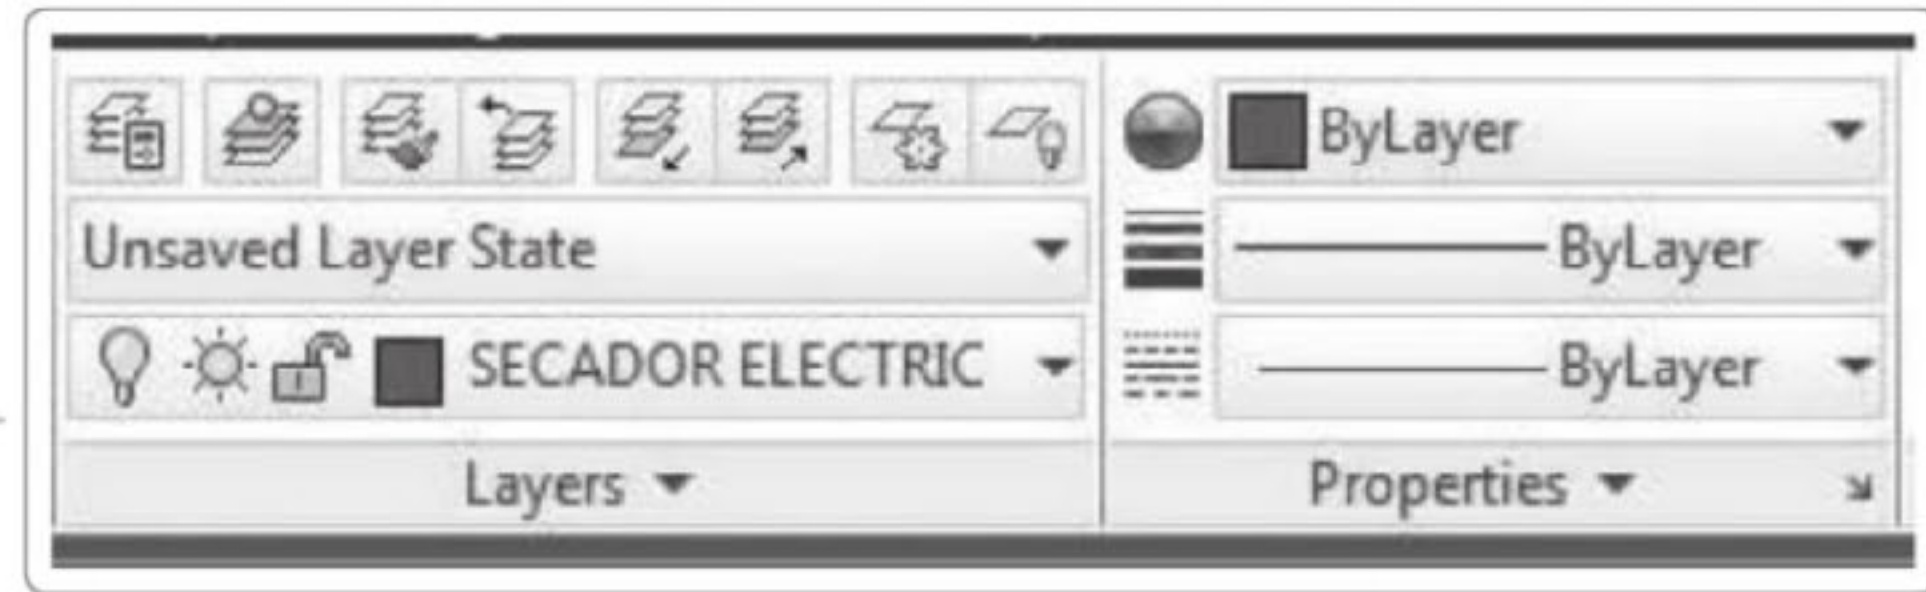 ByLayer
Unsaved Layer State
ByLayer
SECADOR ELECTRIC
ByLayer
Layers
Properties